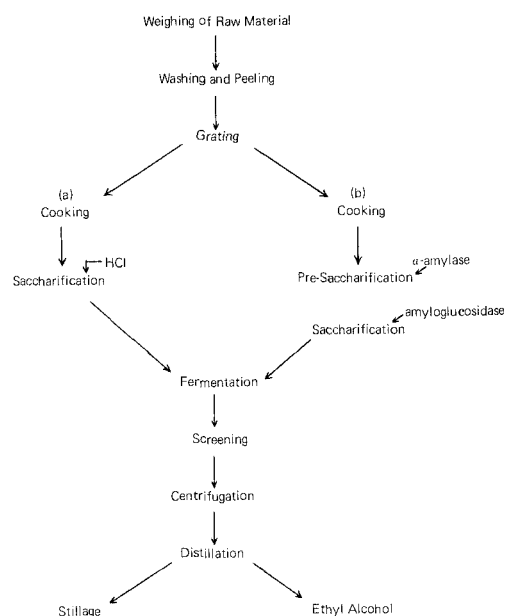 Weighing of Raw Material
Washing and Peeling
Grating
(a)
Cooking
(b)
Cooking
HCl
Saccharification
α-amylase
Pre-Saccharification
amyloglucosidase
Saccharification
Fermentation
Screening
Centrifugation
Distillation
Stillage
Ethyl Alcohol